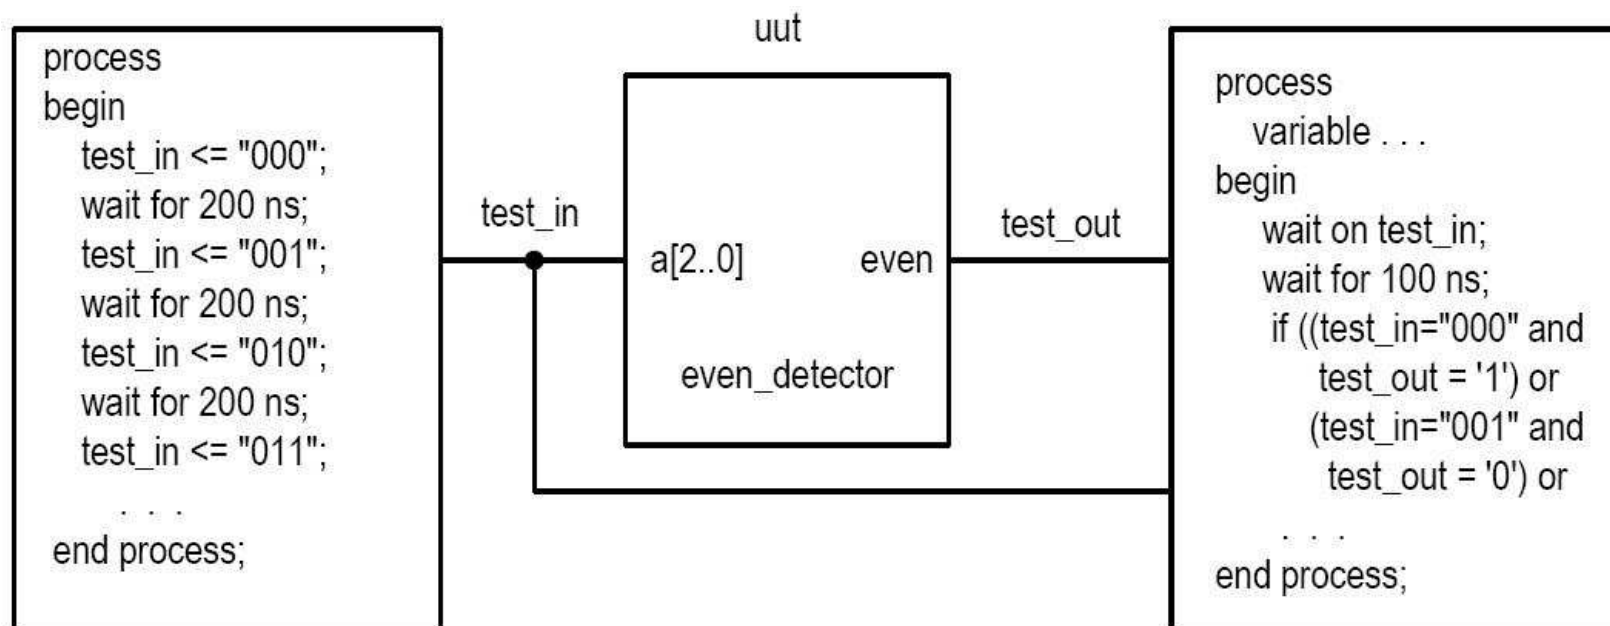 process
begin
test_in <= "000";
wait for 200 ns;
test_in <= "001";
wait for 200 ns;
test_in <= "010";
wait for 200 ns;
test_in <= "011";
. . .
end process;
test_in
uut
a[2..0] even
even_detector
test_out
process
variable . . .
begin
wait on test_in;
wait for 100 ns;
if ((test_in="000" and
test_out = '1') or
(test_in="001" and
test_out = '0') or
. . .
end process;